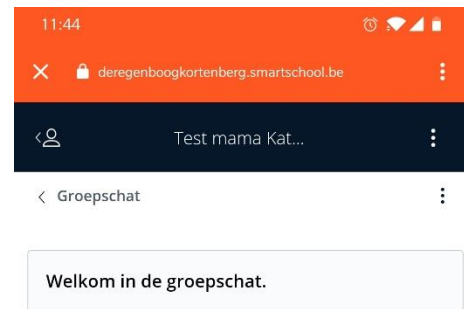 11:44
deregenboogkortenberg.smartschool.be
Test mama Kat...
Groepschat
Welkom in de groepschat.